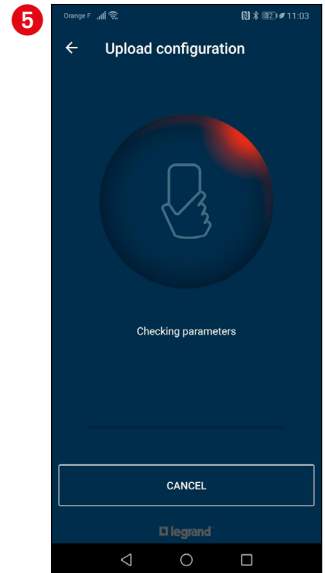 5
Orange F 11:03
Upload configuration
Checking parameters
CANCEL
legrand